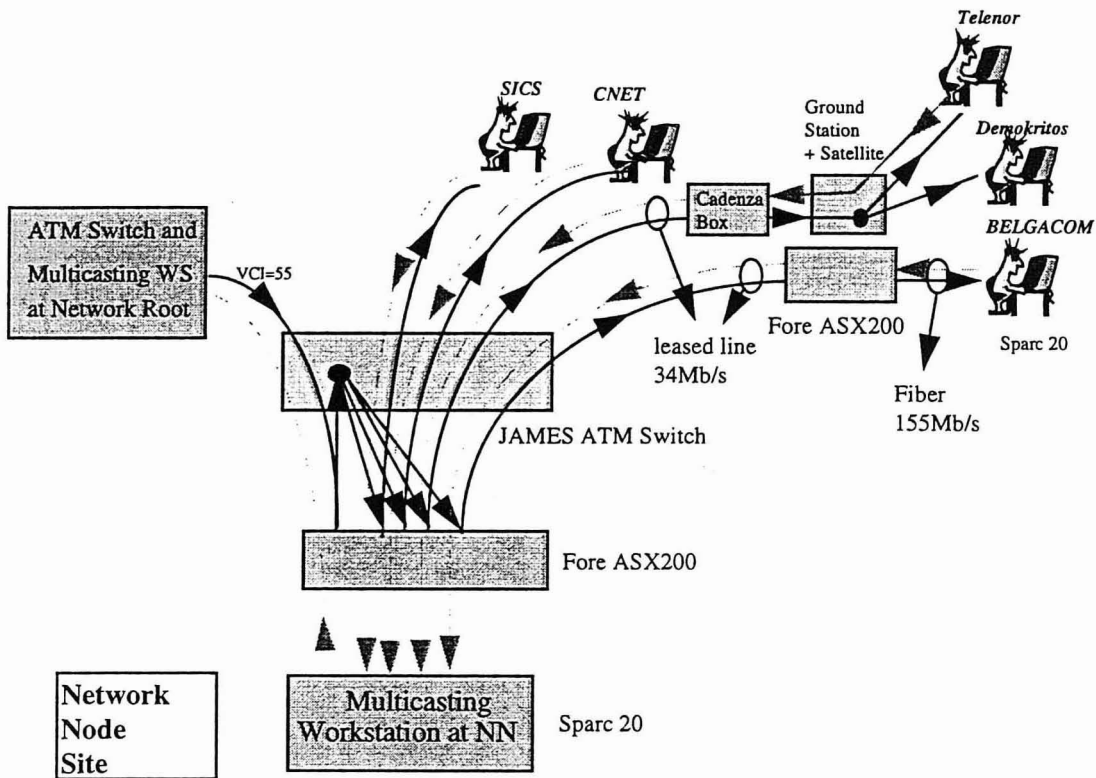 Telenor
SICS
CNET
Ground
Station
+ Satellite
Demokritos
Cadenza
Box
BELGACOM
ATM Switch and
Multicasting WS
at Network Root
VCI=55
Fore ASX200
Sparc 20
leased line
34Mb/s
Fiber
155Mb/s
JAMES ATM Switch
Fore ASX200
Network
Node
Site
Multicasting
Workstation at NN
Sparc 20